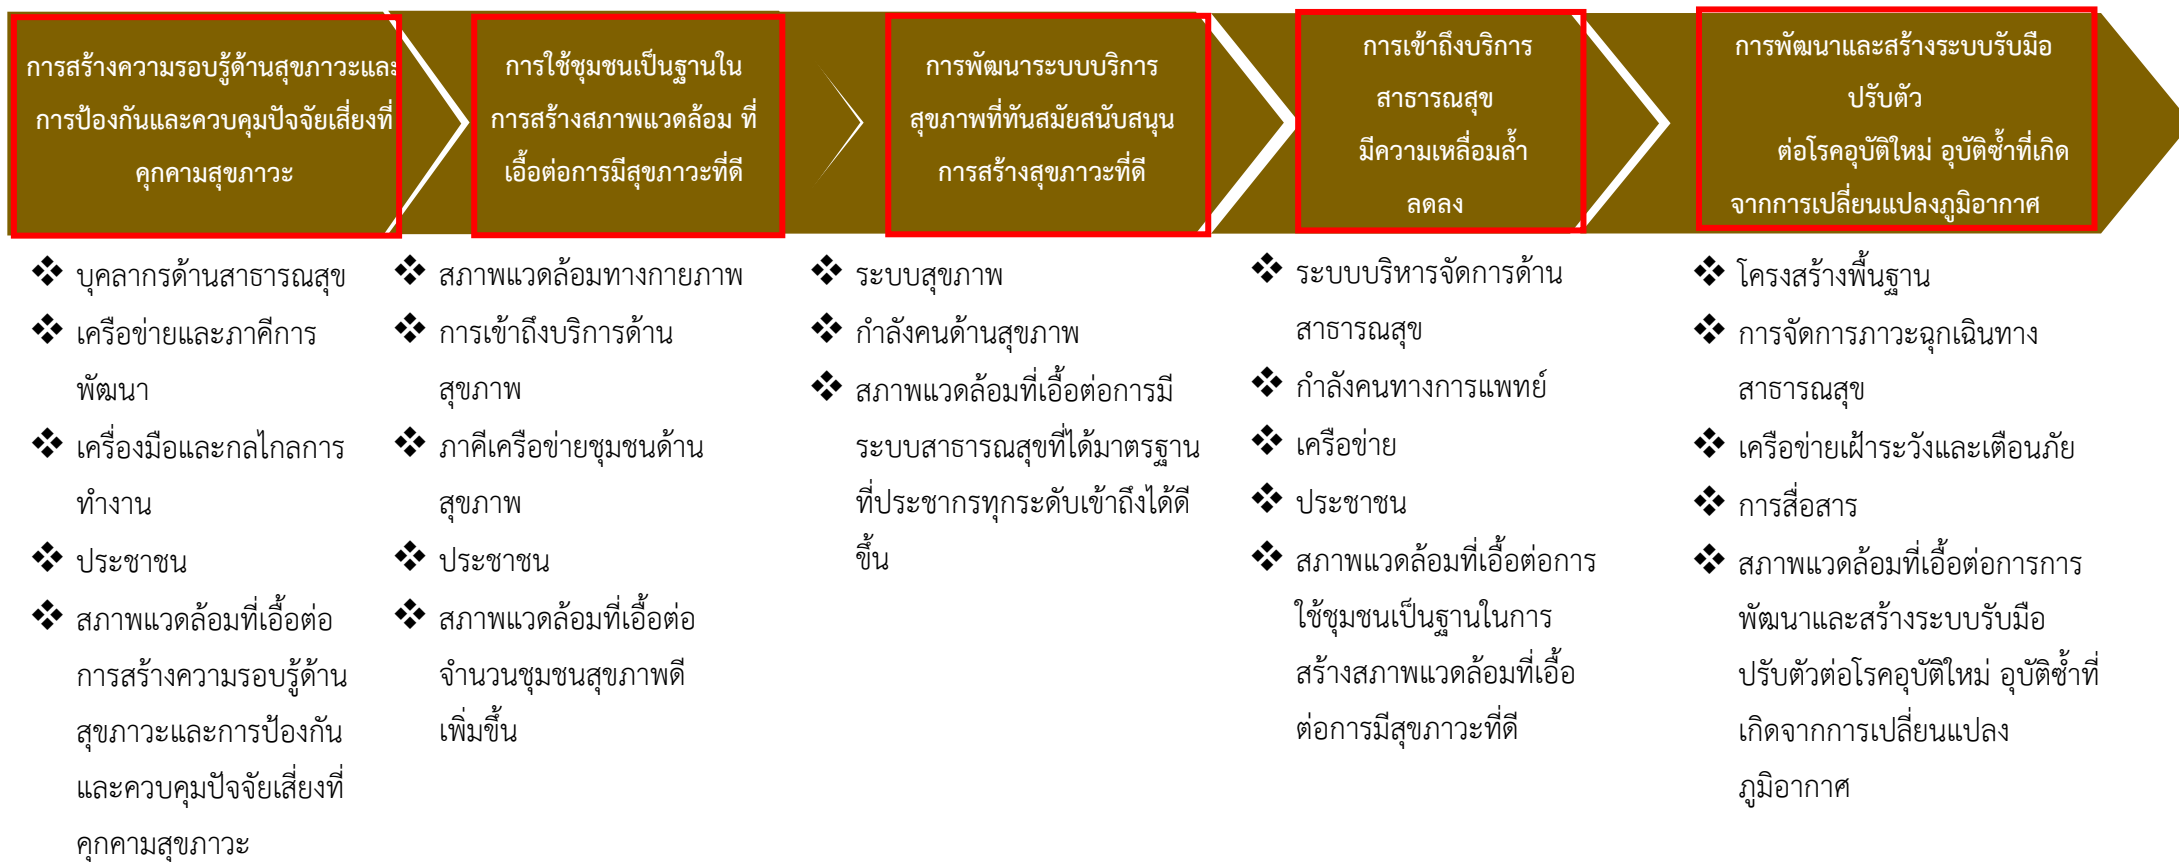 การสร้างความรอบรู้ด้านสุขภาวะและ
การป้องกันและควบคุมปัจจัยเสี่ยงที่
คุกคามสุขภาวะ
การใช้ชุมชนเป็นฐานใน
การสร้างสภาพแวดล้อม ที่
เอื้อต่อการมีสุขภาวะที่ดี
การพัฒนาระบบบริการ
สุขภาพที่ทันสมัยสนับสนุน
การสร้างสุขภาวะที่ดี
การเข้าถึงบริการ
สาธารณสุข
มีความเหลื่อมล้ำ
ลดลง
การพัฒนาและสร้างระบบรับมือ
ปรับตัว
ต่อโรคอุบัติใหม่ อุบัติซ้ำที่เกิด
จากการเปลี่ยนแปลงภูมิอากาศ
❖ บุคลากรด้านสาธารณสุข
❖ เครือข่ายและภาคีการ
พัฒนา
❖ เครื่องมือและกลไกลการ
ทำงาน
❖ ประชาชน
❖ สภาพแวดล้อมที่เอื้อต่อ
การสร้างความรอบรู้ด้าน
สุขภาวะและการป้องกัน
และควบคุมปัจจัยเสี่ยงที่
คุกคามสุขภาวะ
❖ สภาพแวดล้อมทางกายภาพ
❖ การเข้าถึงบริการด้าน
สุขภาพ
❖ ภาคีเครือข่ายชุมชนด้าน
สุขภาพ
❖ ประชาชน
❖ สภาพแวดล้อมที่เอื้อต่อ
จำนวนชุมชนสุขภาพดี
เพิ่มขึ้น
❖ ระบบสุขภาพ
❖ กำลังคนด้านสุขภาพ
❖ สภาพแวดล้อมที่เอื้อต่อการมี
ระบบสาธารณสุขที่ได้มาตรฐาน
ที่ประชากรทุกระดับเข้าถึงได้ดี
ขึ้น
❖ ระบบบริหารจัดการด้าน
สาธารณสุข
❖ กำลังคนทางการแพทย์
❖ เครือข่าย
❖ ประชาชน
❖ สภาพแวดล้อมที่เอื้อต่อการ
ใช้ชุมชนเป็นฐานในการ
สร้างสภาพแวดล้อมที่เอื้อ
ต่อการมีสุขภาวะที่ดี
❖ โครงสร้างพื้นฐาน
❖ การจัดการภาวะฉุกเฉินทาง
สาธารณสุข
❖ เครือข่ายเฝ้าระวังและเตือนภัย
❖ การสื่อสาร
❖ สภาพแวดล้อมที่เอื้อต่อการการ
พัฒนาและสร้างระบบรับมือ
ปรับตัวต่อโรคอุบัติใหม่ อุบัติซ้ำที่
เกิดจากการเปลี่ยนแปลง
ภูมิอากาศ